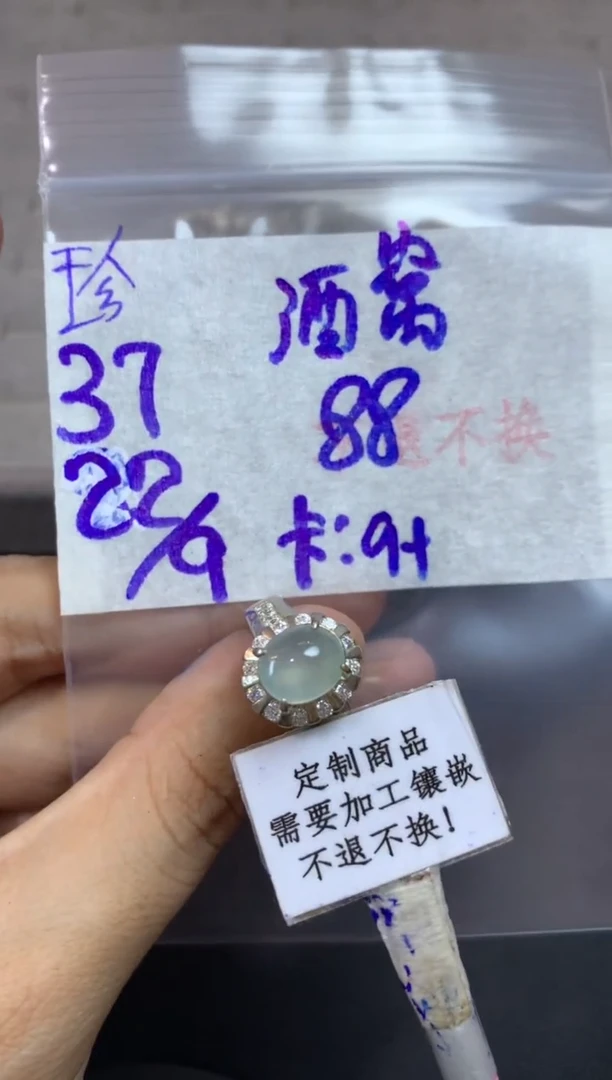 珍
37
22/9
酒窝
88
退不换
卡:9+
定制商品
需要加工镶嵌
不退不换!